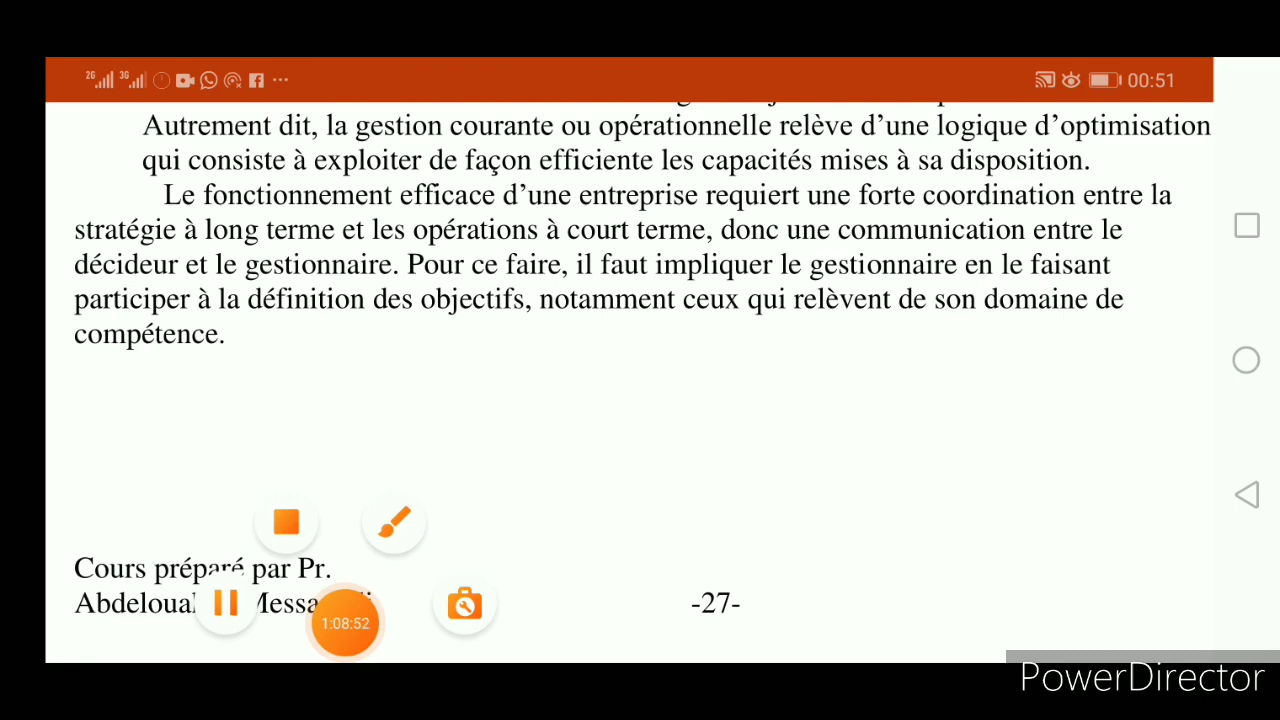 2G 3G 00:51
Autrement dit, la gestion courante ou opérationnelle relève d’une logique d’optimisation
qui consiste à exploiter de façon efficiente les capacités mises à sa disposition.
Le fonctionnement efficace d’une entreprise requiert une forte coordination entre la
stratégie à long terme et les opérations à court terme, donc une communication entre le
décideur et le gestionnaire. Pour ce faire, il faut impliquer le gestionnaire en le faisant
participer à la définition des objectifs, notamment ceux qui relèvent de son domaine de
compétence.
Cours préparé par Pr.
-27-
1:08:52
PowerDirector